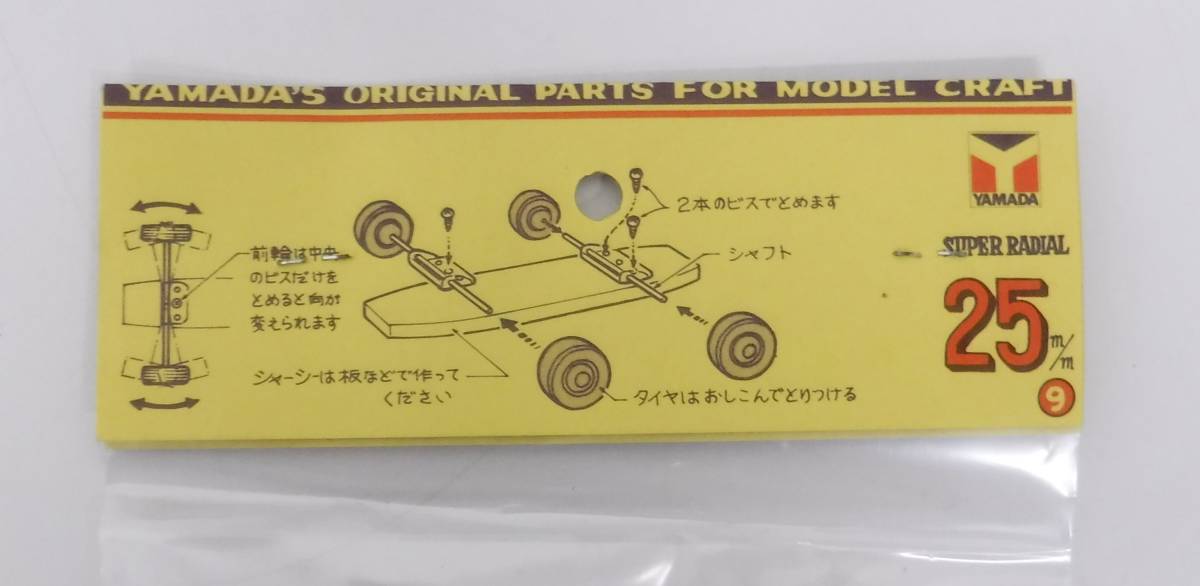 YAMADA'S ORIGINAL PARTS FOR MODEL CRAFT
YAMADA
2本のビスでとめます
シャフト
前輪は中央
のビスだけを
とめると向が
変えられます
シャーシーは板などで作って
ください
タイヤはおしこんでとりつける
SUPER RADIAL
25m/m
9